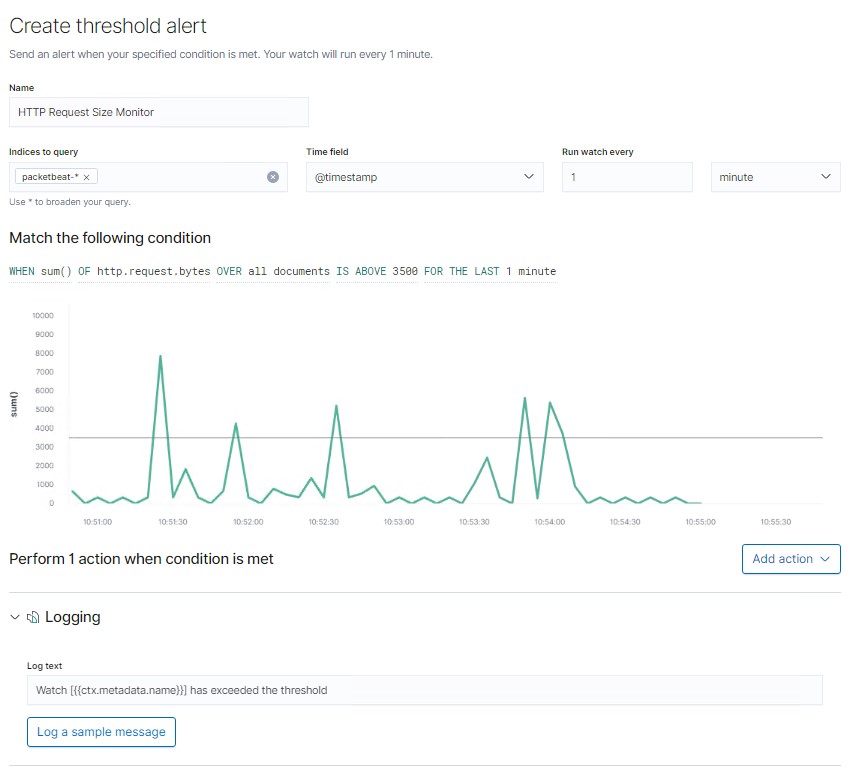 Create threshold alert
Send an alert when your specified condition is met. Your watch will run every 1 minute.
Name
HTTP Request Size Monitor
Indices to query
Time field
Run watch every
packetbeat-* ×
@timestamp
1
minute
Use * to broaden your query.
Match the following condition
WHEN sum() OF http.request.bytes OVER all documents IS ABOVE 3500 FOR THE LAST 1 minute
sum()
10000
9000
8000
7000
6000
5000
4000
3000
2000
1000
0
10:51:00
10:51:30
10:52:00
10:52:30
10:53:00
10:53:30
10:54:00
10:54:30
10:55:00
10:55:30
Perform 1 action when condition is met
Add action
Logging
Log text
Watch [{{ctx.metadata.name}}] has exceeded the threshold
Log a sample message